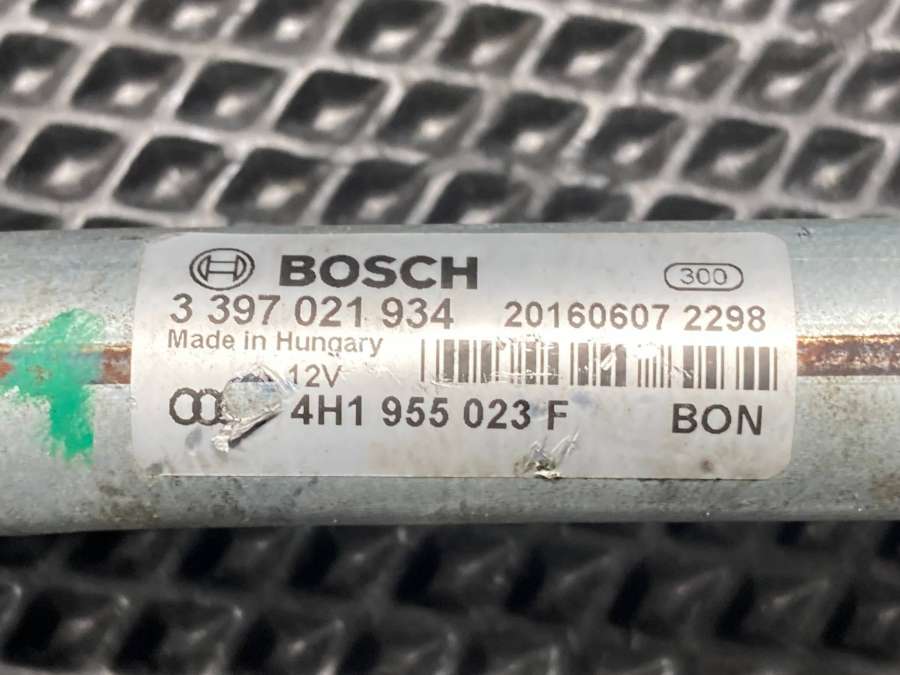 BOSCH
300
3 397 021 934 20160607 2298
Made in Hungary
12V
4H1 955 023 F BON